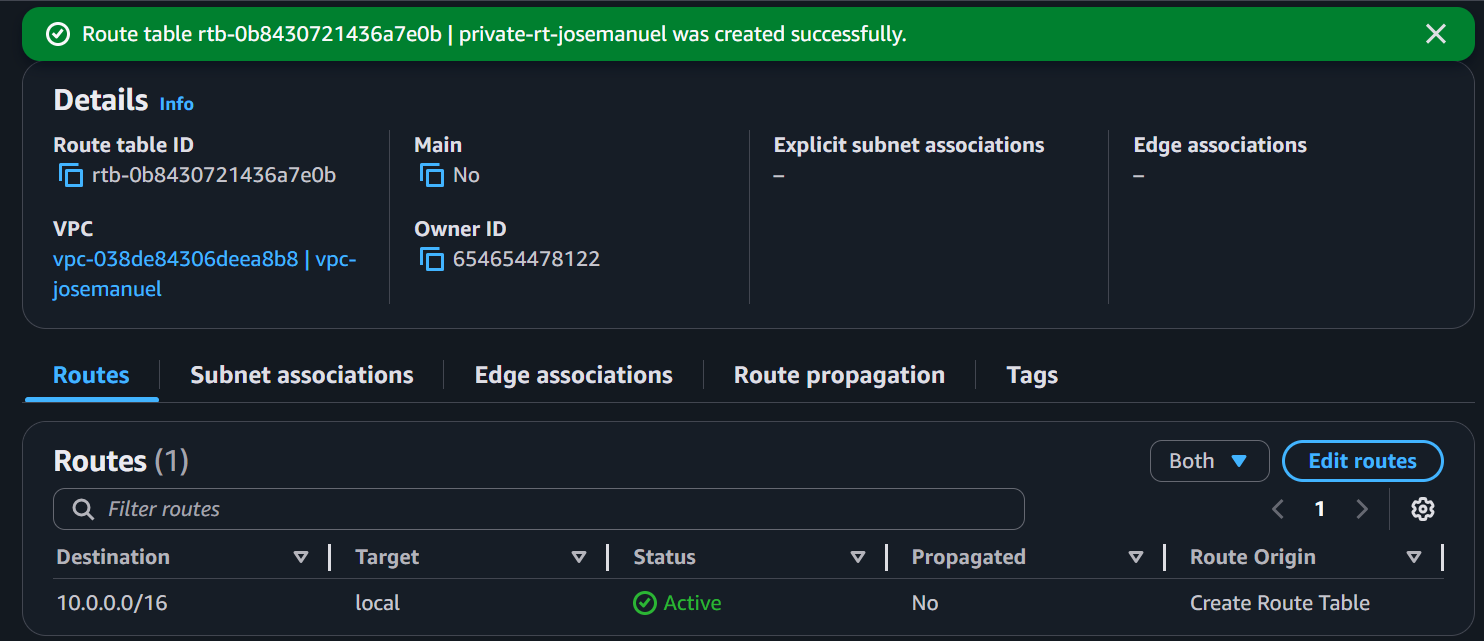 Route table rtb-0b8430721436a7e0b | private-rt-josemanuel was created successfully.
Details Info
Route table ID
rtb-0b8430721436a7e0b
Main
No
Explicit subnet associations
–
Edge associations
–
VPC
vpc-038de84306deea8b8 | vpc-
josemanuel
Owner ID
654654478122
Routes
Subnet associations
Edge associations
Route propagation
Tags
Routes (1)
Both
Edit routes
Filter routes
1
Destination Target Status Propagated Route Origin
10.0.0.0/16 local Active No Create Route Table